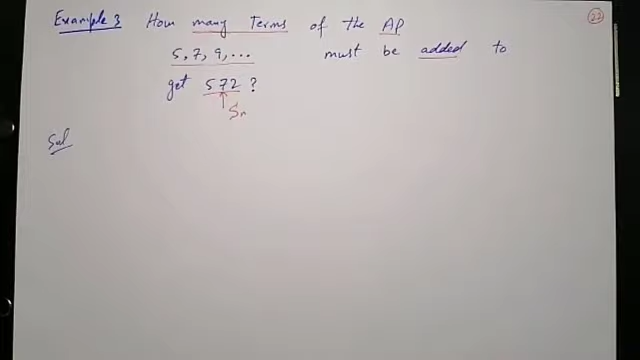 Example 3 How many terms of the AP
5, 7, 9, ... must be added to
get 572 ?
↑
Sn
Sol
22